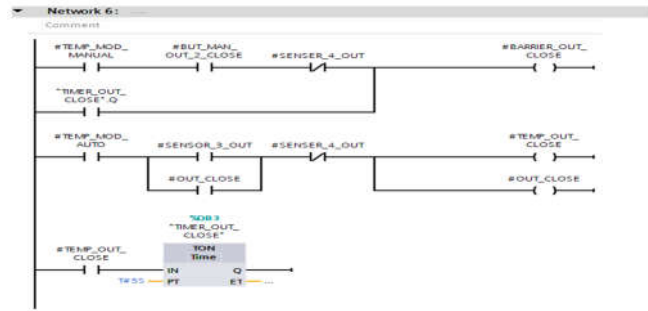 Network 6: ....
Comment
#TEMP_MOD_
MANUAL
#BUT_MAN_
OUT_2_CLOSE
#SENSER_4_OUT
#BARRIER_OUT_
CLOSE
"TIMER_OUT_
CLOSE".Q
#TEMP_MOD_
AUTO
#SENSOR_3_OUT
#SENSER_4_OUT
#TEMP_OUT_
CLOSE
#OUT_CLOSE
#OUT_CLOSE
%DB3
"TIMER_OUT_
CLOSE"
#TEMP_OUT_
CLOSE
TON
Time
IN
Q
T#5S
PT
ET
...